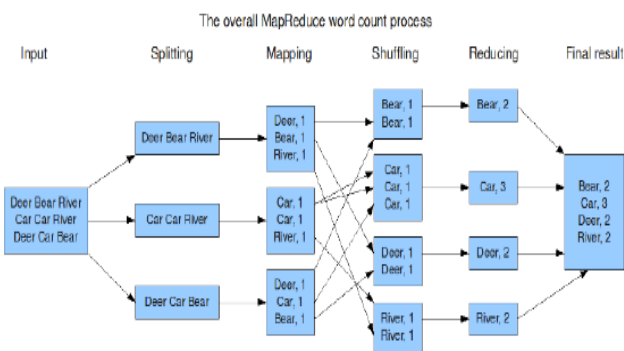 The overall MapReduce word count process
Input
Splitting
Mapping
Shuffling
Reducing
Final result
Deer Bear River
Car Car River
Deer Car Bear
Deer Bear River
Car Car River
Deer Car Bear
Deer, 1
Bear, 1
River, 1
Car, 1
Car, 1
River, 1
Deer, 1
Car, 1
Bear, 1
Bear, 1
Bear, 1
Car, 1
Car, 1
Car, 1
Deer, 1
Deer, 1
River, 1
River, 1
Bear, 2
Car, 3
Deer, 2
River, 2
Bear, 2
Car, 3
Deer, 2
River, 2